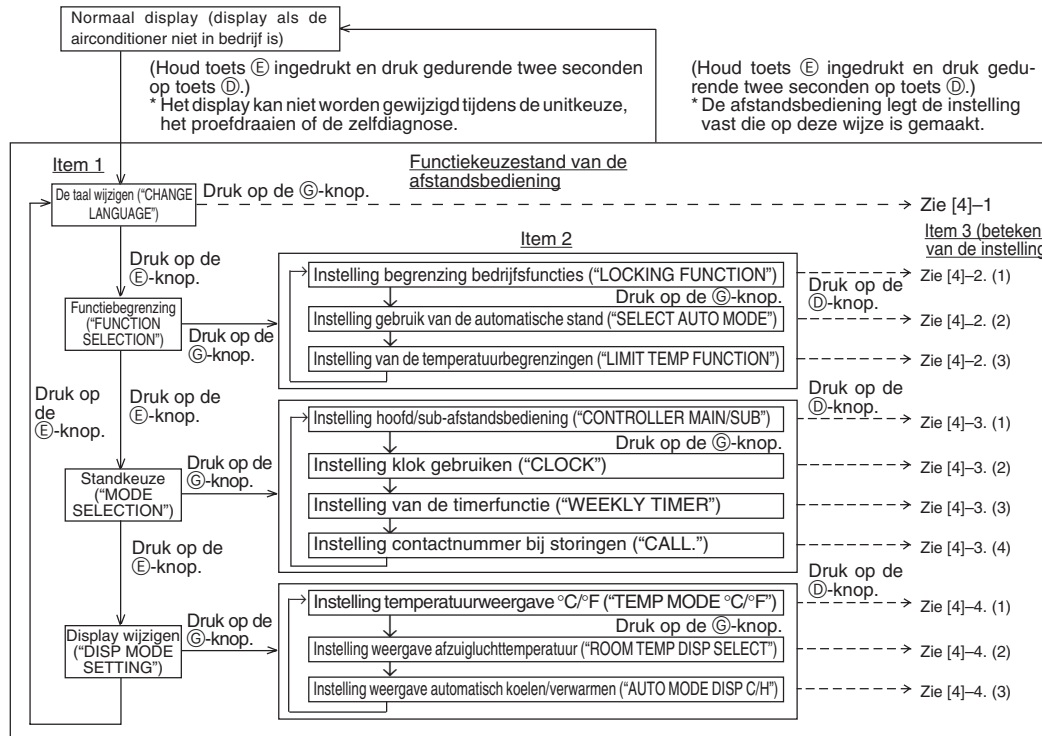 Normaal display (display als de
airconditioner niet in bedrijf is)
(Houd toets Ⓔ ingedrukt en druk gedurende twee seconden
op toets Ⓓ.)
* Het display kan niet worden gewijzigd tijdens de unitkeuze,
het proefdraaien of de zelfdiagnose.
(Houd toets Ⓔ ingedrukt en druk gedu-
rende twee seconden op toets Ⓓ.)
* De afstandsbediening legt de instelling
vast die op deze wijze is gemaakt.
Item 1
Functiekeuzestand van de
afstandsbediening
De taal wijzigen (“CHANGE
LANGUAGE”)
Druk op de Ⓖ-knop.
Zie [4]–1
Item 2
Item 3 (beteken
van de instelling
Druk op de
Ⓔ-knop.
Functiebegrenzing
(“FUNCTION
SELECTION”)
Druk op de
Ⓖ-knop.
Instelling begrenzing bedrijfsfuncties (“LOCKING FUNCTION”)
Druk op de Ⓖ-knop.
Instelling gebruik van de automatische stand (“SELECT AUTO MODE”)
Instelling van de temperatuurbegrenzingen (“LIMIT TEMP FUNCTION”)
Druk op de
Ⓓ-knop.
Zie [4]–2. (1)
Zie [4]–2. (2)
Zie [4]–2. (3)
Druk op
de
Ⓔ-knop.
Druk op de
Ⓔ-knop.
Standkeuze
(“MODE
SELECTION”)
Druk op de
Ⓖ-knop.
Instelling hoofd/sub-afstandsbediening (“CONTROLLER MAIN/SUB”)
Druk op de Ⓖ-knop.
Instelling klok gebruiken (“CLOCK”)
Instelling van de timerfunctie (“WEEKLY TIMER”)
Instelling contactnummer bij storingen (“CALL.”)
Druk op de
Ⓓ-knop.
Zie [4]–3. (1)
Zie [4]–3. (2)
Zie [4]–3. (3)
Zie [4]–3. (4)
Druk op de
Ⓔ-knop.
Display wijzigen
(“DISP MODE
SETTING”)
Druk op de
Ⓖ-knop.
Instelling temperatuurweergave °C/°F (“TEMP MODE °C/°F”)
Druk op de Ⓖ-knop.
Instelling weergave afzuigluchttemperatuur (“ROOM TEMP DISP SELECT”)
Instelling weergave automatisch koelen/verwarmen (“AUTO MODE DISP C/H”)
Druk op de
Ⓓ-knop.
Zie [4]–4. (1)
Zie [4]–4. (2)
Zie [4]–4. (3)